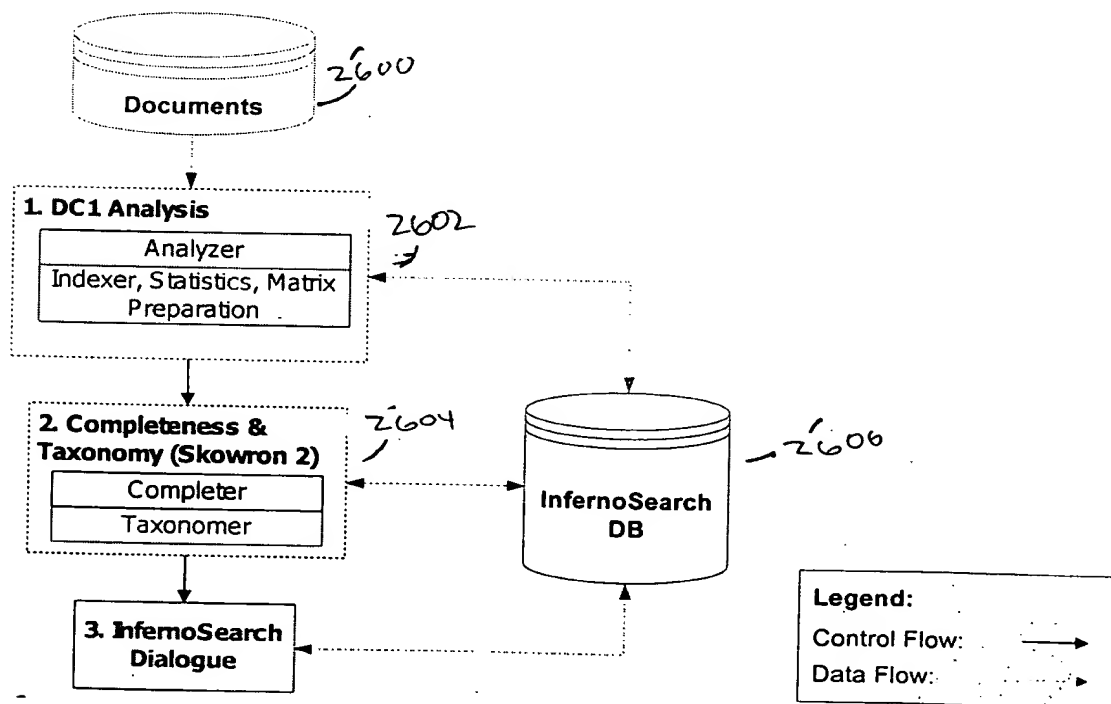 2600
Documents
1. DC1 Analysis
2602
Analyzer
Indexer, Statistics, Matrix
Preparation
2. Completeness &
Taxonomy (Skowron 2)
2604
Completer
Taxonomer
2606
InfernoSearch
DB
3. InfernoSearch
Dialogue
Legend:
Control Flow:
Data Flow: